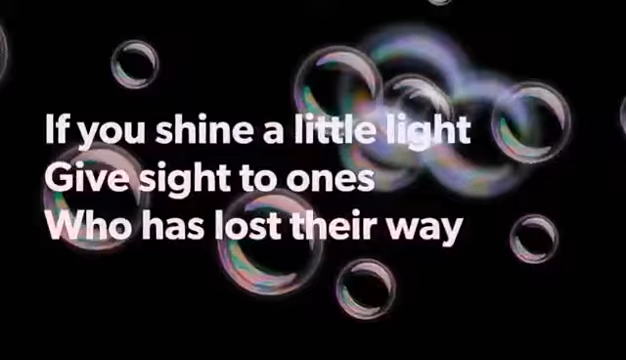 If you shine a little light
Give sight to ones
Who has lost their way